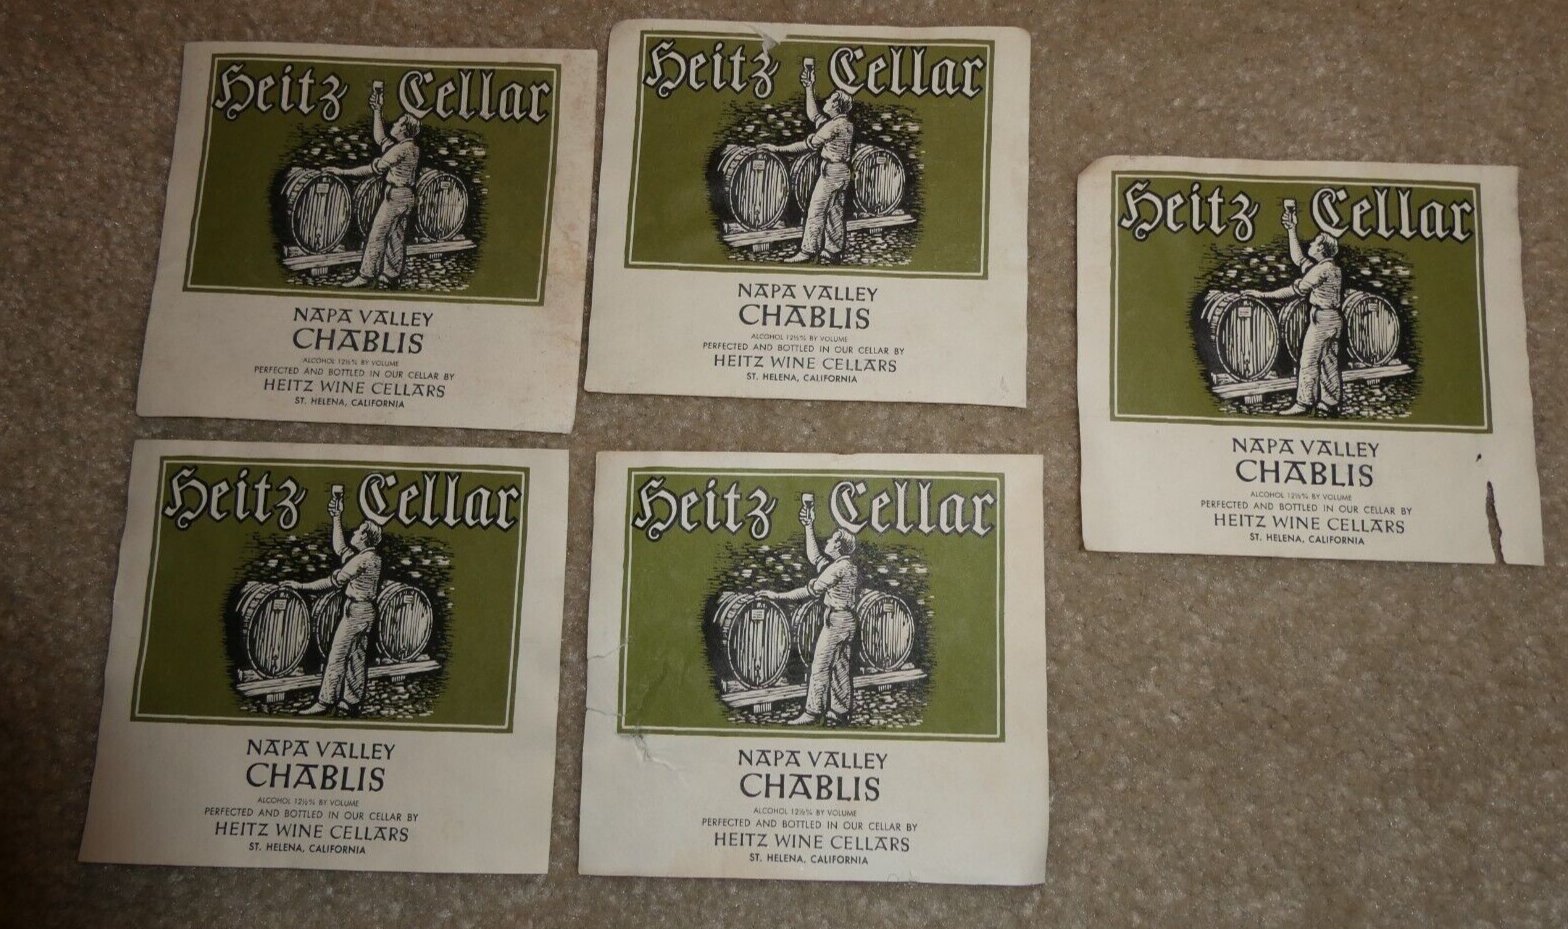 Heitz Cellar
NAPA VALLEY
CHABLIS
ALCOHOL 12½% BY VOLUME
PERFECTED AND BOTTLED IN OUR CELLAR BY
HEITZ WINE CELLARS
ST. HELENA, CALIFORNIA
Heitz Cellar
NAPA VALLEY
CHABLIS
ALCOHOL 12½% BY VOLUME
PERFECTED AND BOTTLED IN OUR CELLAR BY
HEITZ WINE CELLARS
ST. HELENA, CALIFORNIA
Heitz Cellar
NAPA VALLEY
CHABLIS
ALCOHOL 12½% BY VOLUME
PERFECTED AND BOTTLED IN OUR CELLAR BY
HEITZ WINE CELLARS
ST. HELENA, CALIFORNIA
Heitz Cellar
NAPA VALLEY
CHABLIS
ALCOHOL 12½% BY VOLUME
PERFECTED AND BOTTLED IN OUR CELLAR BY
HEITZ WINE CELLARS
ST. HELENA, CALIFORNIA
Heitz Cellar
NAPA VALLEY
CHABLIS
ALCOHOL 12½% BY VOLUME
PERFECTED AND BOTTLED IN OUR CELLAR BY
HEITZ WINE CELLARS
ST. HELENA, CALIFORNIA